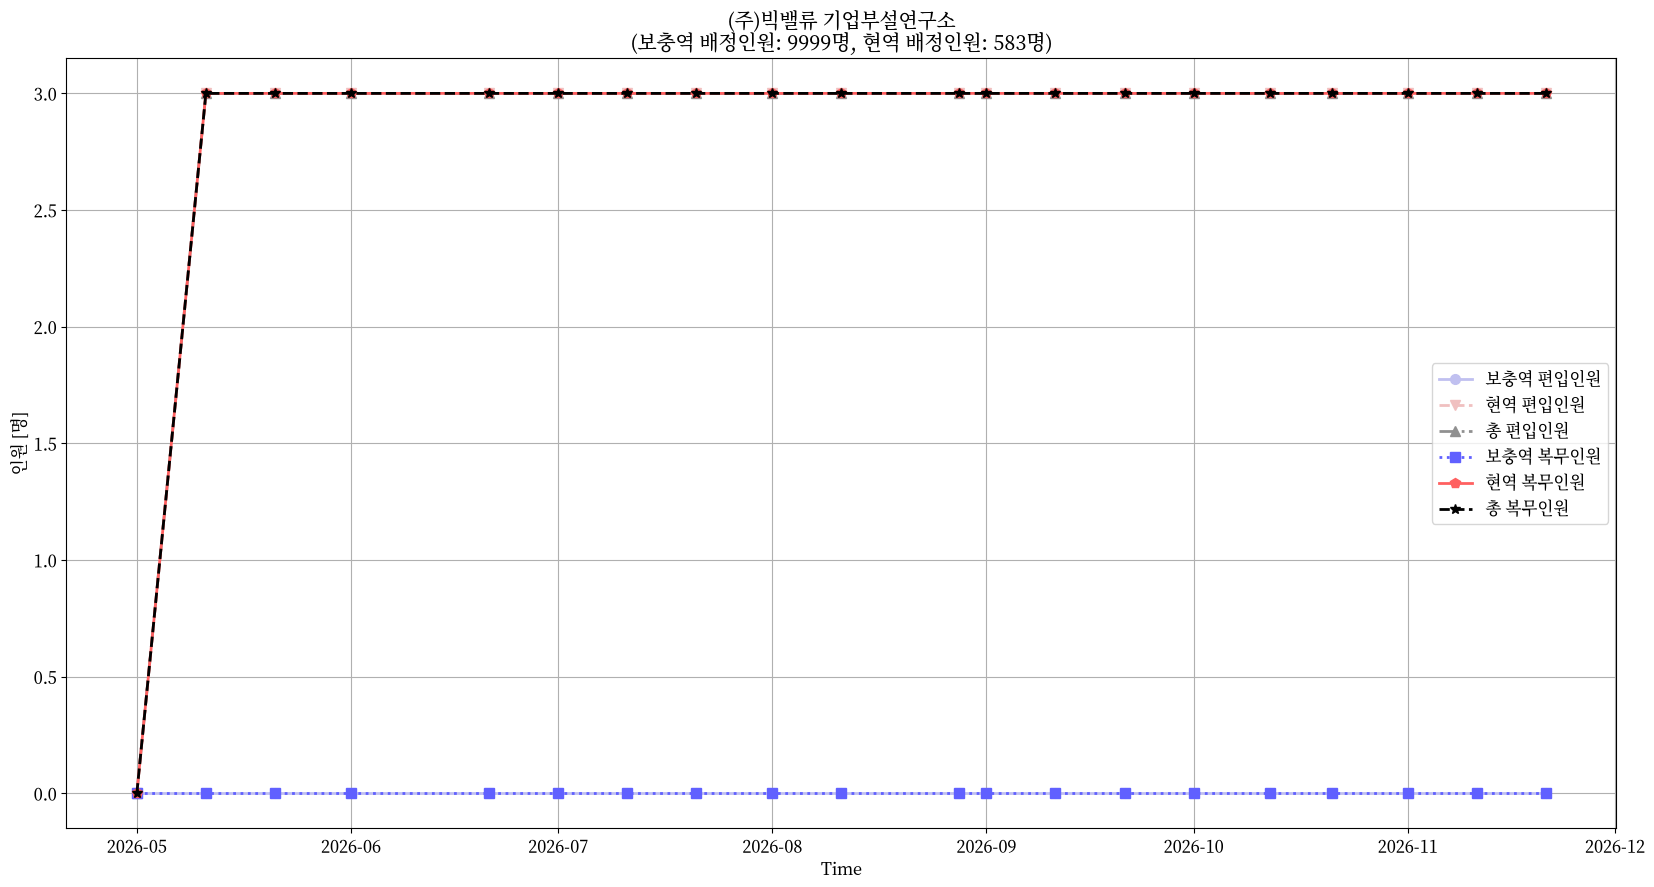 (주)빅밸류 기업부설연구소
(보충역 배정인원: 9999명, 현역 배정인원: 583명)
3.0
2.5
2.0
1.5
1.0
0.5
0.0
인원 [명]
보충역 편입인원
현역 편입인원
총 편입인원
보충역 복무인원
현역 복무인원
총 복무인원
2026-05 2026-06 2026-07 2026-08 2026-09 2026-10 2026-11 2026-12
Time